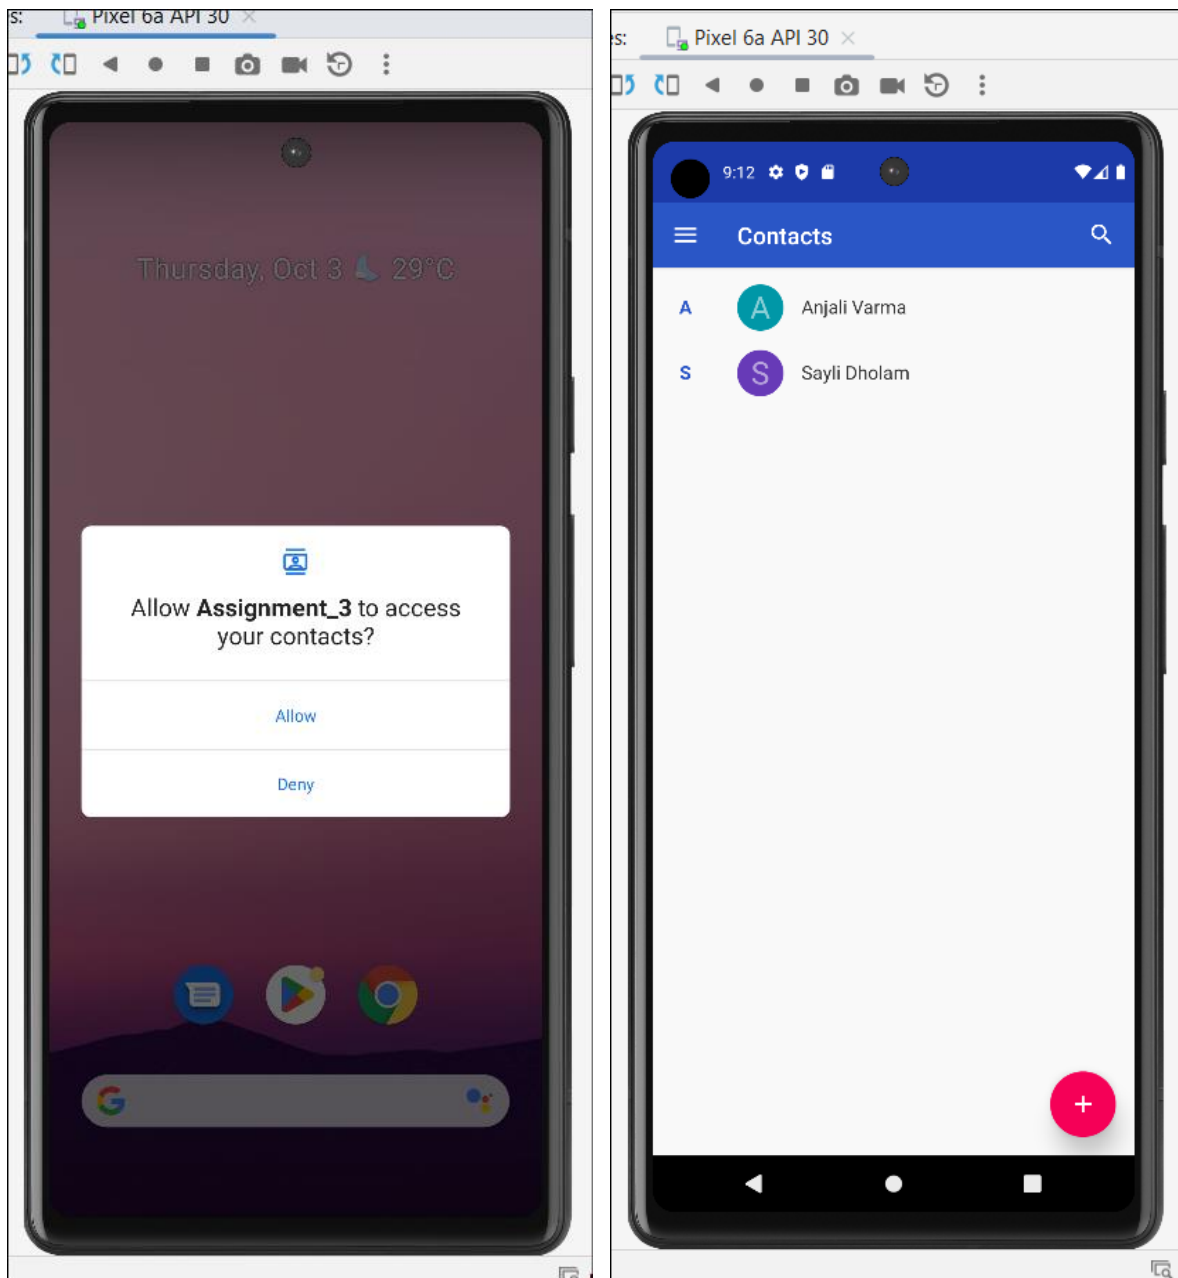 s: Pixel 6a API 30
Thursday, Oct 3 29°C
Allow Assignment_3 to access
your contacts?
Allow
Deny
G
es: Pixel 6a API 30
9:12
Contacts
A A Anjali Varma
S S Sayli Dholam
+